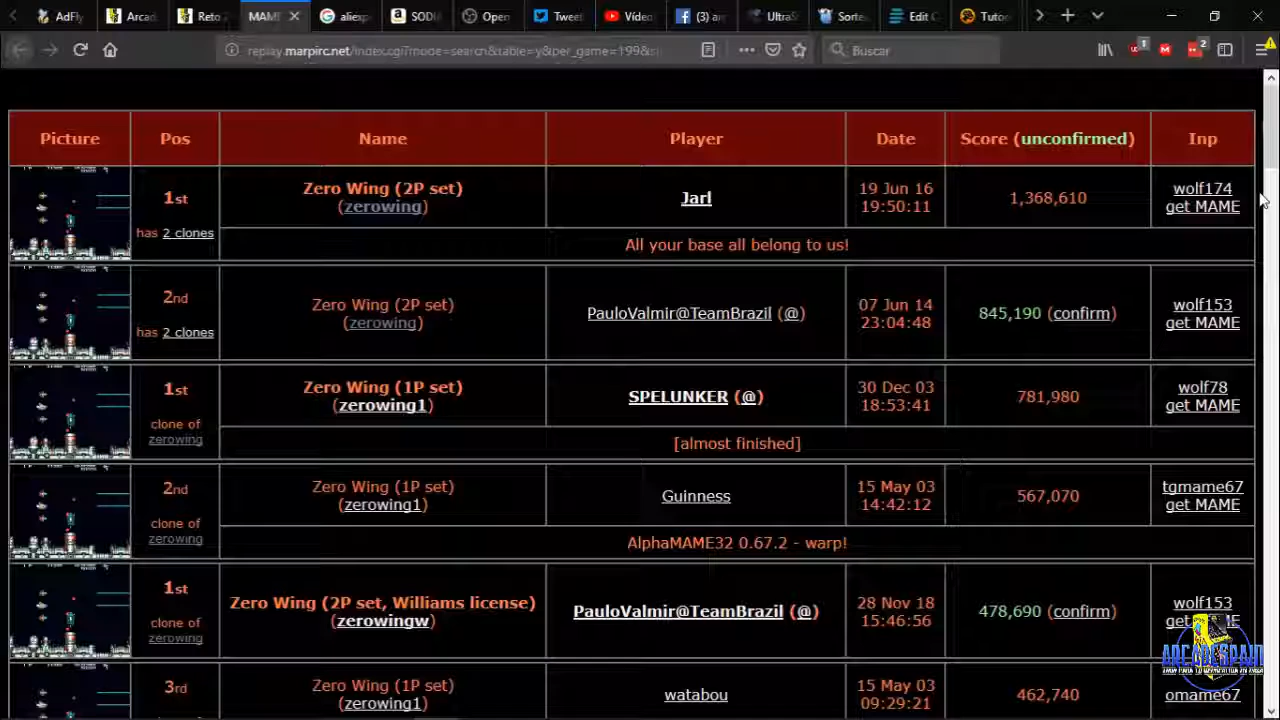 AdFly
Arcad
Reto
MAME
aliexp
SODI
Open
Tweet
Vídeo
(3) an
UltraS
Sorte
Edit C
Tuto
replay.marpirc.net/index.cgi?mode=search&table=y&per_game=199&
Buscar
1
2
Picture Pos Name Player Date Score (unconfirmed) Inp
1st
has 2 clones
Zero Wing (2P set)
(zerowing)
Jarl
19 Jun 16
19:50:11
1,368,610
wolf174
get MAME
All your base all belong to us!
2nd
has 2 clones
Zero Wing (2P set)
(zerowing)
PauloValmir@TeamBrazil (@)
07 Jun 14
23:04:48
845,190 (confirm)
wolf153
get MAME
1st
clone of
zerowing
Zero Wing (1P set)
(zerowing1)
SPELUNKER (@)
30 Dec 03
18:53:41
781,980
wolf78
get MAME
[almost finished]
2nd
clone of
zerowing
Zero Wing (1P set)
(zerowing1)
Guinness
15 May 03
14:42:12
567,070
tgmame67
get MAME
AlphaMAME32 0.67.2 - warp!
1st
clone of
zerowing
Zero Wing (2P set, Williams license)
(zerowingw)
PauloValmir@TeamBrazil (@)
28 Nov 18
15:46:56
478,690 (confirm)
wolf153
ARCADESPAIN
3rd
Zero Wing (1P set)
(zerowing1)
watabou
15 May 03
09:29:21
462,740
omame67